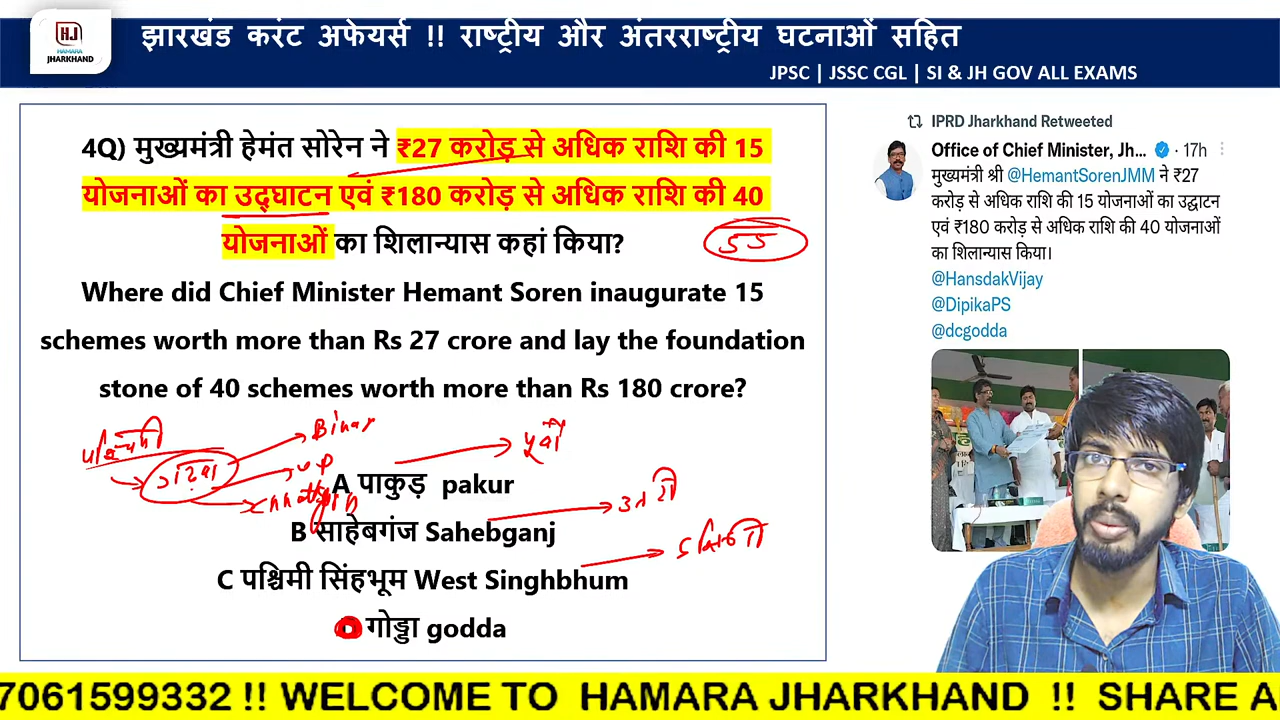 HJ
HAMARA
JHARKHAND
झारखंड करंट अफेयर्स !! राष्ट्रीय और अंतरराष्ट्रीय घटनाओं सहित
JPSC | JSSC CGL | SI & JH GOV ALL EXAMS
4Q) मुख्यमंत्री हेमंत सोरेन ने ₹27 करोड़ से अधिक राशि की 15
योजनाओं का उद्घाटन एवं ₹180 करोड़ से अधिक राशि की 40
योजनाओं का शिलान्यास कहां किया?
55
Where did Chief Minister Hemant Soren inaugurate 15
schemes worth more than Rs 27 crore and lay the foundation
stone of 40 schemes worth more than Rs 180 crore?
Bihar
UP
A पाकुड़ pakur
B साहेबगंज Sahebganj
C पश्चिमी सिंहभूम West Singhbhum
गोड्डा godda
IPRD Jharkhand Retweeted
Office of Chief Minister, Jh... · 17h
मुख्यमंत्री श्री @HemantSorenJMM ने ₹27
करोड़ से अधिक राशि की 15 योजनाओं का उद्घाटन
एवं ₹180 करोड़ से अधिक राशि की 40 योजनाओं
का शिलान्यास किया।
@HansdakVijay
@DipikaPS
@dcgodda
7061599332 !! WELCOME TO HAMARA JHARKHAND !! SHARE A